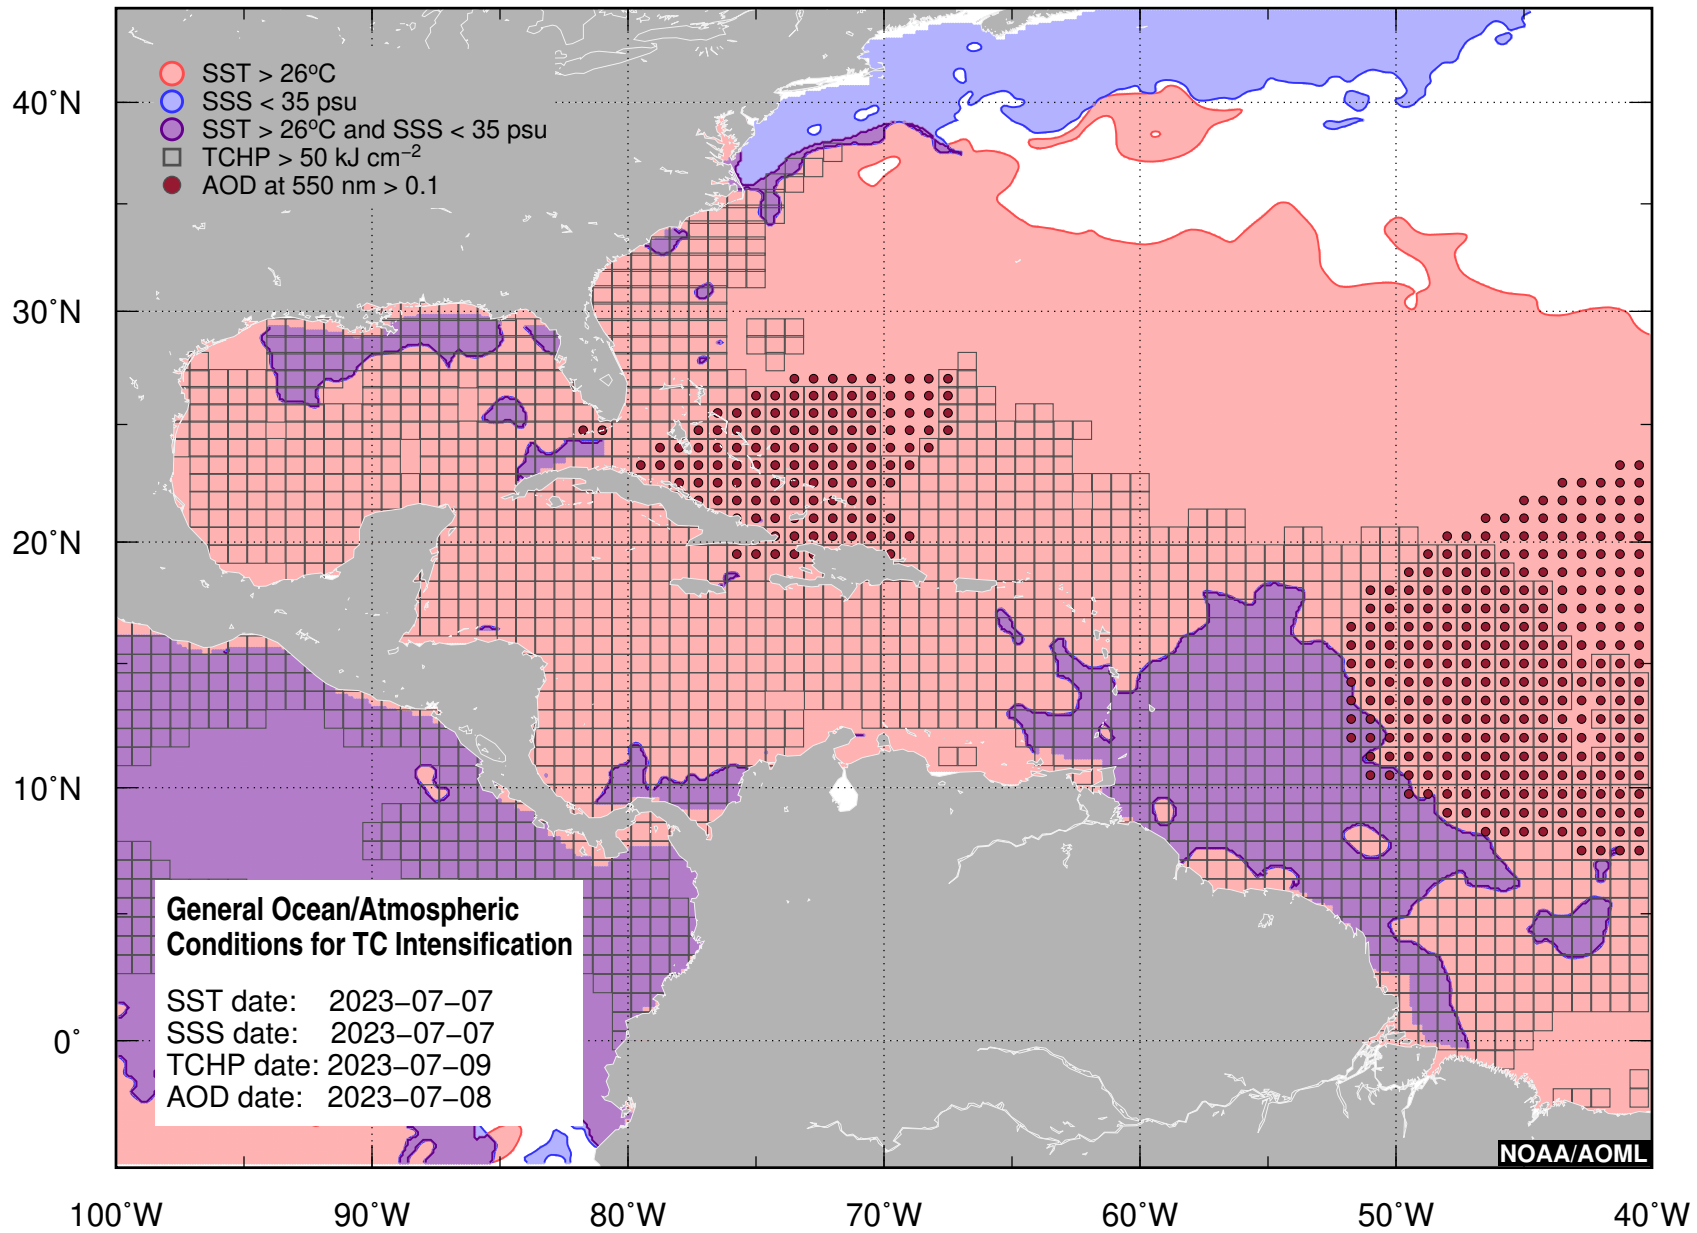 SST > 26°C
SSS < 35 psu
SST > 26°C and SSS < 35 psu
TCHP > 50 kJ cm⁻²
AOD at 550 nm > 0.1
40˚N
30˚N
20˚N
10˚N
0˚
General Ocean/Atmospheric
Conditions for TC Intensification
SST date: 2023−07−07
SSS date: 2023−07−07
TCHP date: 2023−07−09
AOD date: 2023−07−08
NOAA/AOML
100˚W 90˚W 80˚W 70˚W 60˚W 50˚W 40˚W